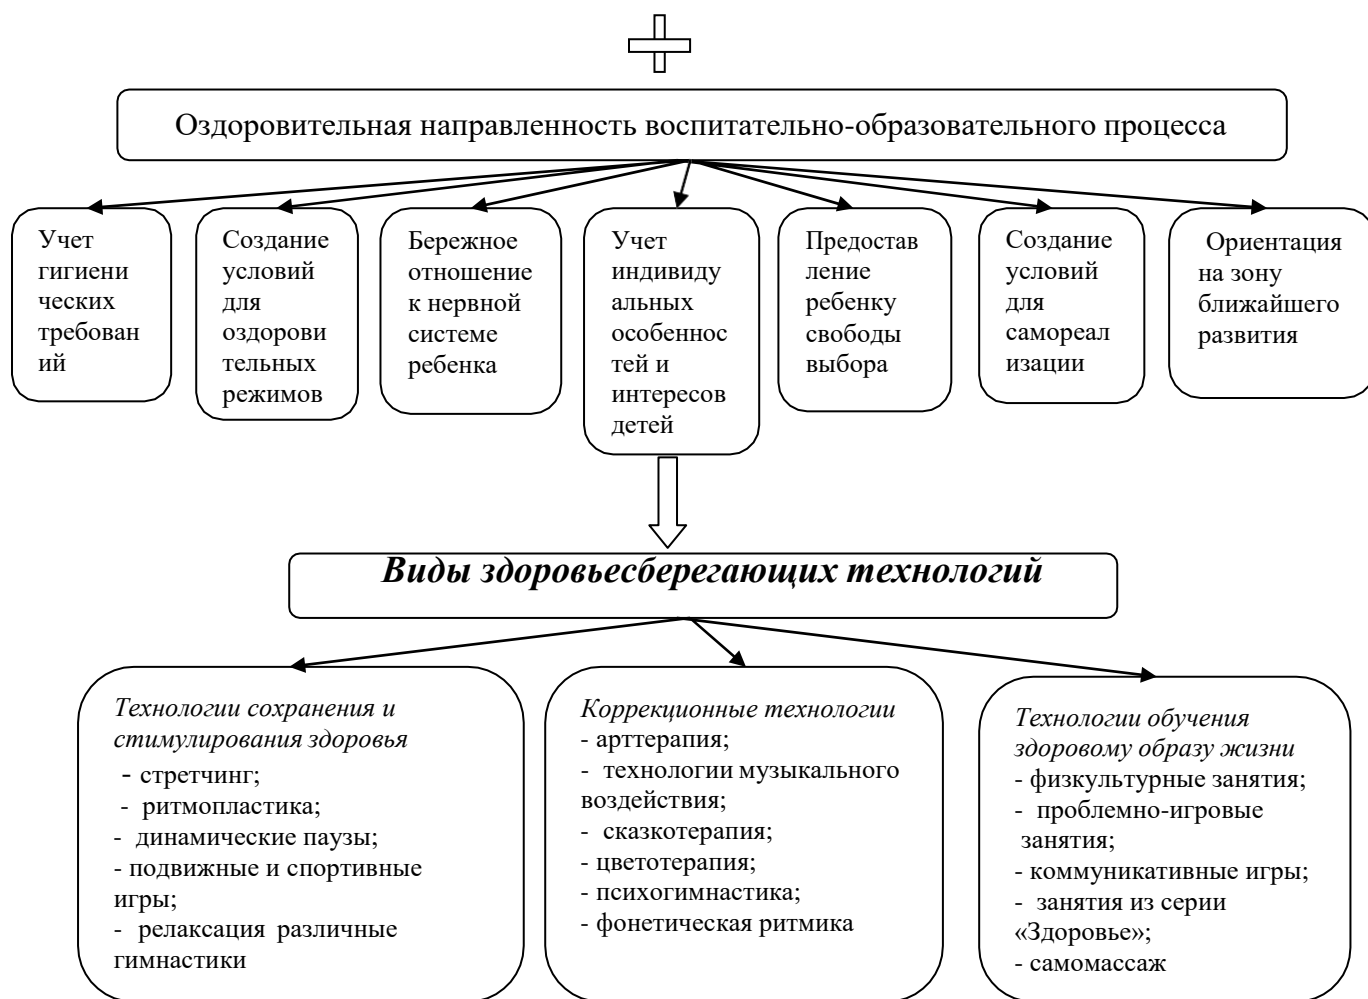 Оздоровительная направленность воспитательно-образовательного процесса
Учет
гигиени
ческих
требован
ий
Создание
условий
для
оздорови
тельных
режимов
Бережное
отношение
к нервной
системе
ребенка
Учет
индивиду
альных
особеннос
тей и
интересов
детей
Предостав
ление
ребенку
свободы
выбора
Создание
условий
для
самореал
изации
Ориентация
на зону
ближайшего
развития
Виды здоровьесберегающих технологий
Технологии сохранения и
стимулирования здоровья
- стретчинг;
- ритмопластика;
- динамические паузы;
- подвижные и спортивные
игры;
- релаксация различные
гимнастики
Коррекционные технологии
- арттерапия;
- технологии музыкального
воздействия;
- сказкотерапия;
- цветотерапия;
- психогимнастика;
- фонетическая ритмика
Технологии обучения
здоровому образу жизни
- физкультурные занятия;
- проблемно-игровые
занятия;
- коммуникативные игры;
- занятия из серии
«Здоровье»;
- самомассаж